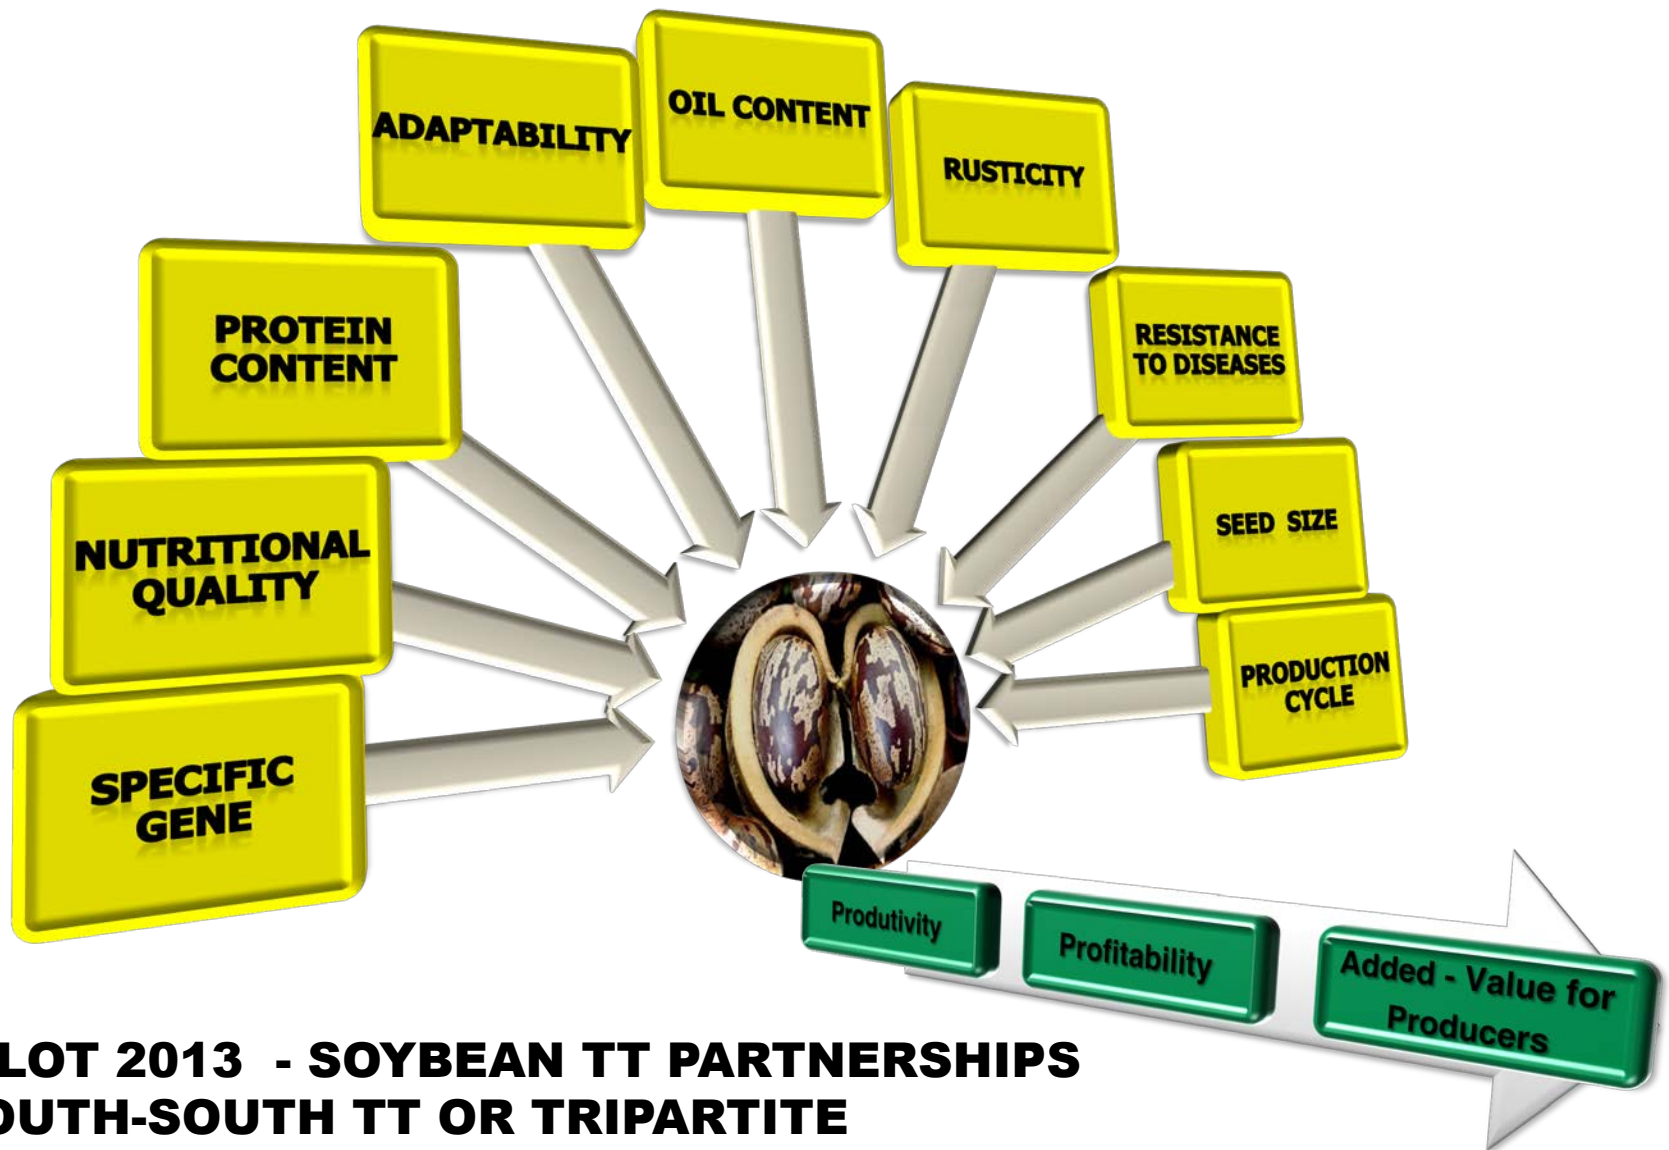 ADAPTABILITY
OIL CONTENT
RUSTICITY
PROTEIN
CONTENT
RESISTANCE
TO DISEASES
NUTRITIONAL
QUALITY
SEED SIZE
SPECIFIC
GENE
PRODUCTION
CYCLE
Produtivity
Profitability
Added - Value for
Producers
LOT 2013 - SOYBEAN TT PARTNERSHIPS
OUTH-SOUTH TT OR TRIPARTITE